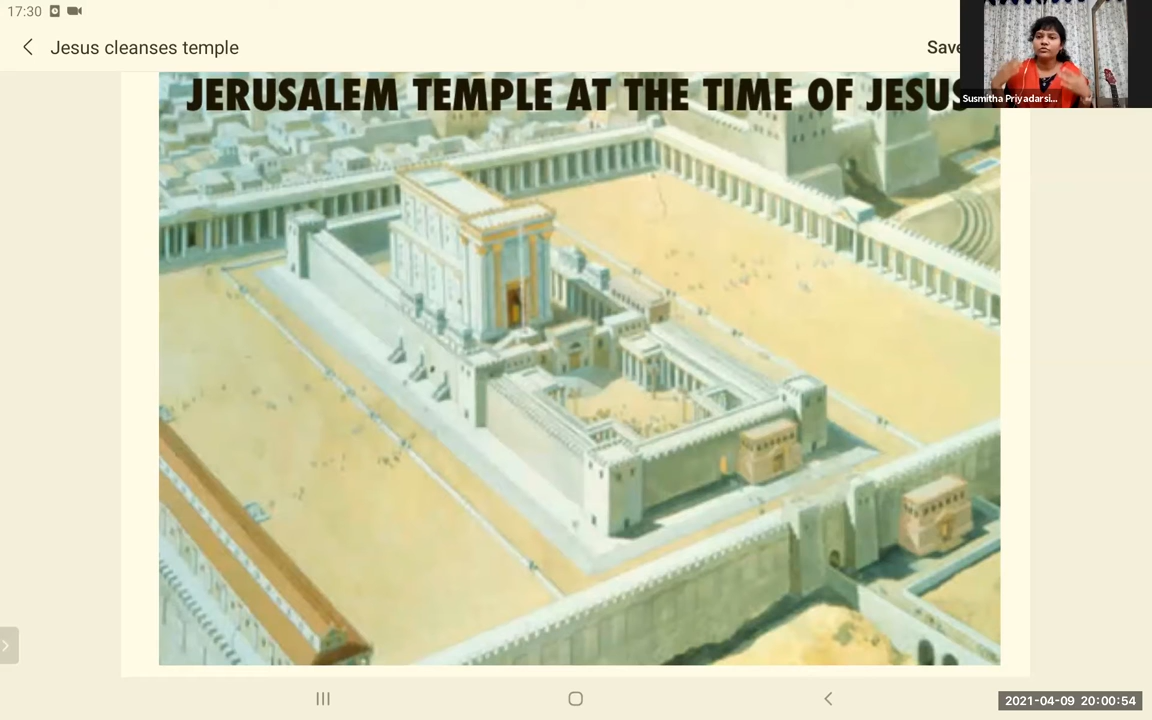 17:30
Jesus cleanses temple
Save
JERUSALEM TEMPLE AT THE TIME OF JESUS
Susmitha Priyadarsi...
2021-04-09 20:00:54